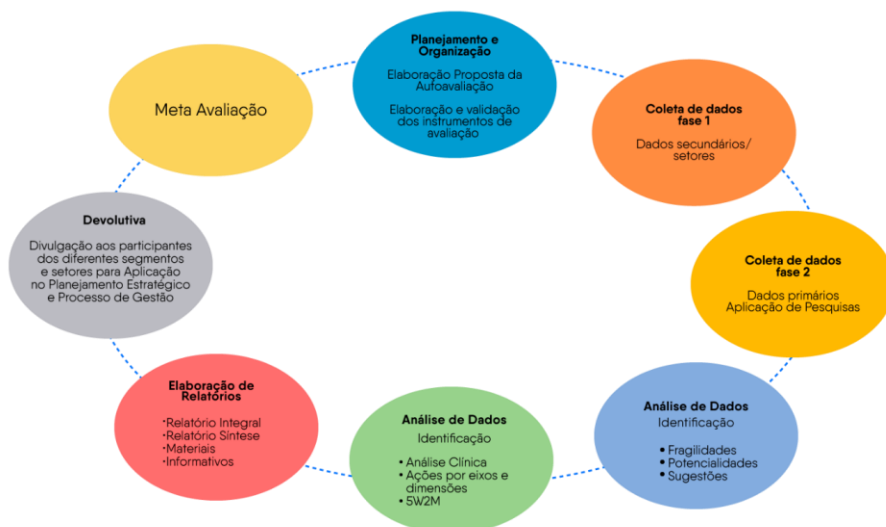 Planejamento e
Organização
Elaboração Proposta da
Autoavaliação
Elaboração e validação
dos instrumentos de
avaliação
Coleta de dados
fase 1
Dados secundários/
setores
Coleta de dados
fase 2
Dados primários
Aplicação de Pesquisas
Análise de Dados
Identificação
• Fragilidades
• Potencialidades
• Sugestões
Análise de Dados
Identificação
• Análise Clínica
• Ações por eixos e
dimensões
• 5W2M
Elaboração de
Relatórios
·Relatório Integral
·Relatório Síntese
·Materiais
·Informativos
Devolutiva
Divulgação aos participantes
dos diferentes segmentos
e setores para Aplicação
no Planejamento Estratégico
e Processo de Gestão
Meta Avaliação